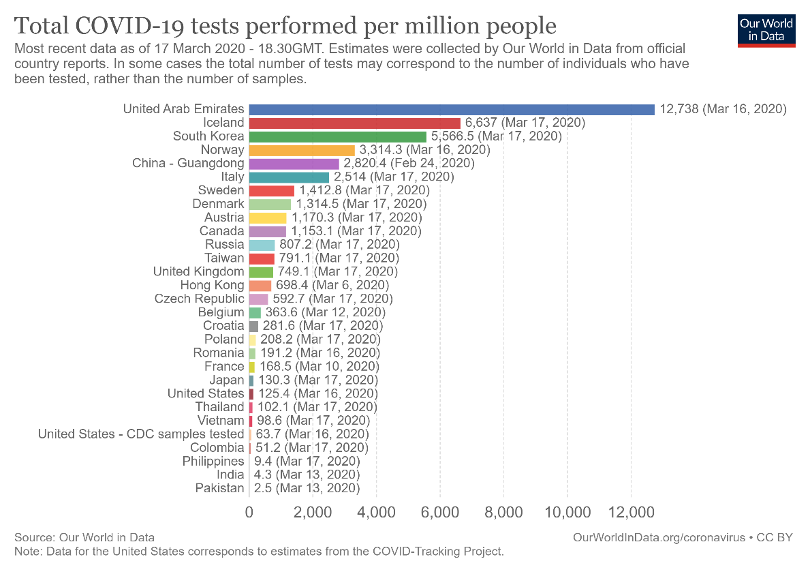 Total COVID-19 tests performed per million people
Our World
in Data
Most recent data as of 17 March 2020 - 18.30GMT. Estimates were collected by Our World in Data from official
country reports. In some cases the total number of tests may correspond to the number of individuals who have
been tested, rather than the number of samples.
United Arab Emirates 12,738 (Mar 16, 2020)
Iceland 6,637 (Mar 17, 2020)
South Korea 5,566.5 (Mar 17, 2020)
Norway 3,314.3 (Mar 16, 2020)
China - Guangdong 2,820.4 (Feb 24, 2020)
Italy 2,514 (Mar 17, 2020)
Sweden 1,412.8 (Mar 17, 2020)
Denmark 1,314.5 (Mar 17, 2020)
Austria 1,170.3 (Mar 17, 2020)
Canada 1,153.1 (Mar 17, 2020)
Russia 807.2 (Mar 17, 2020)
Taiwan 791.1 (Mar 17, 2020)
United Kingdom 749.1 (Mar 17, 2020)
Hong Kong 698.4 (Mar 6, 2020)
Czech Republic 592.7 (Mar 17, 2020)
Belgium 363.6 (Mar 12, 2020)
Croatia 281.6 (Mar 17, 2020)
Poland 208.2 (Mar 17, 2020)
Romania 191.2 (Mar 16, 2020)
France 168.5 (Mar 10, 2020)
Japan 130.3 (Mar 17, 2020)
United States 125.4 (Mar 16, 2020)
Thailand 102.1 (Mar 17, 2020)
Vietnam 98.6 (Mar 17, 2020)
United States - CDC samples tested 63.7 (Mar 16, 2020)
Colombia 51.2 (Mar 17, 2020)
Philippines 9.4 (Mar 17, 2020)
India 4.3 (Mar 13, 2020)
Pakistan 2.5 (Mar 13, 2020)
0 2,000 4,000 6,000 8,000 10,000 12,000
Source: Our World in Data
OurWorldInData.org/coronavirus • CC BY
Note: Data for the United States corresponds to estimates from the COVID-Tracking Project.